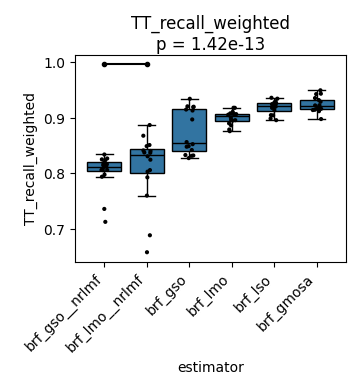 TT_recall_weighted
p = 1.42e-13
1.0
0.9
0.8
0.7
TT_recall_weighted
brf_gso__nrlmf
brf_lmo__nrlmf
brf_gso
brf_lmo
brf_lso
brf_gmosa
estimator